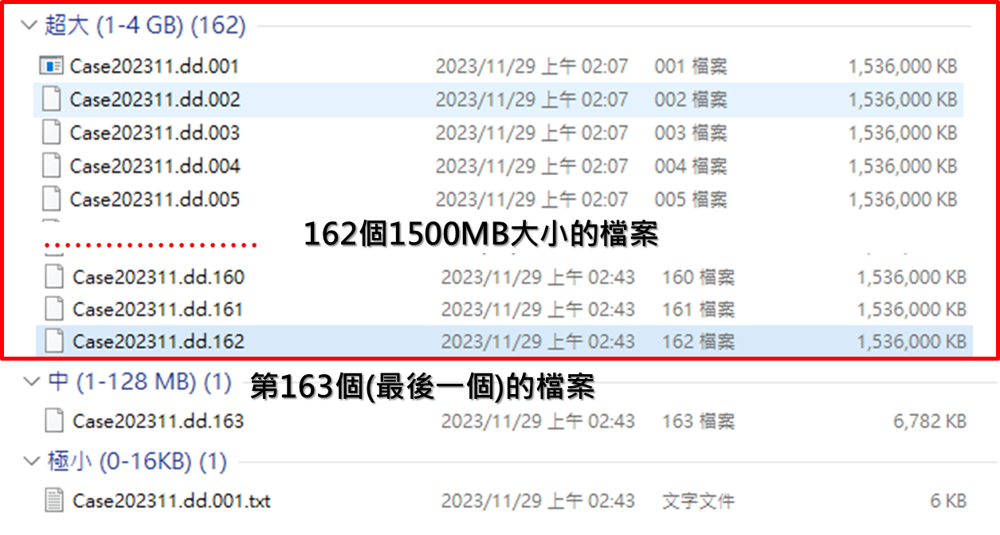 超大 (1-4 GB) (162)
Case202311.dd.001 2023/11/29 上午 02:07 001 檔案 1,536,000 KB
Case202311.dd.002 2023/11/29 上午 02:07 002 檔案 1,536,000 KB
Case202311.dd.003 2023/11/29 上午 02:07 003 檔案 1,536,000 KB
Case202311.dd.004 2023/11/29 上午 02:07 004 檔案 1,536,000 KB
Case202311.dd.005 2023/11/29 上午 02:07 005 檔案 1,536,000 KB
.................... 162個1500MB大小的檔案
Case202311.dd.160 2023/11/29 上午 02:43 160 檔案 1,536,000 KB
Case202311.dd.161 2023/11/29 上午 02:43 161 檔案 1,536,000 KB
Case202311.dd.162 2023/11/29 上午 02:43 162 檔案 1,536,000 KB
中 (1-128 MB) (1) 第163個(最後一個)的檔案
Case202311.dd.163 2023/11/29 上午 02:43 163 檔案 6,782 KB
極小 (0-16KB) (1)
Case202311.dd.001.txt 2023/11/29 上午 02:43 文字文件 6 KB